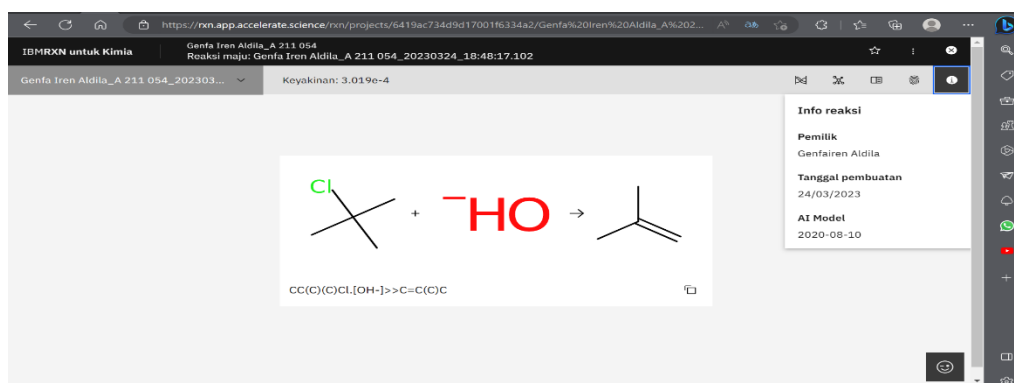 https://rxn.app.accelerate.science/rxn/projects/6419ac734d9d17001f6334a2/Genfa%20Iren%20Aldila_A%202...
IBM RXN untuk Kimia
Genfa Iren Aldila_A 211 054
Reaksi maju: Genfa Iren Aldila_A 211 054_20230324_18:48:17.102
Genfa Iren Aldila_A 211 054_202303...
Keyakinan: 3.019e-4
Info reaksi
Pemilik
Genfairen Aldila
Tanggal pembuatan
24/03/2023
AI Model
2020-08-10
Cl
+
⁻HO
→
CC(C)(C)Cl.[OH-]>>C=C(C)C